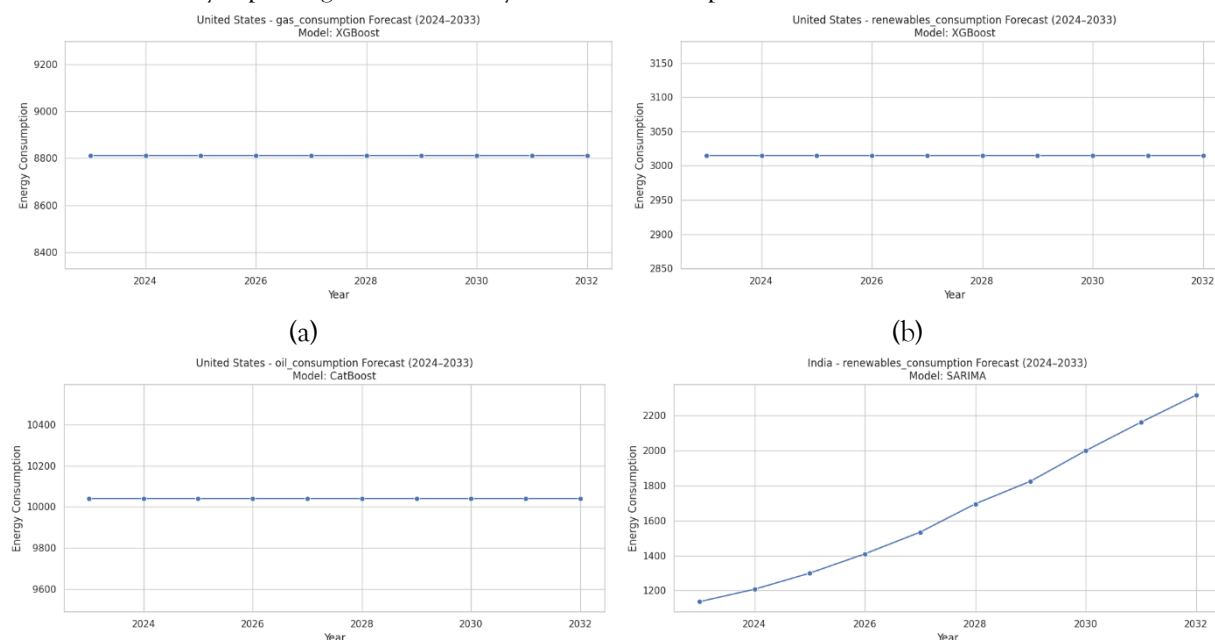 United States - gas_consumption Forecast (2024–2033)
Model: XGBoost
9200
9000
8800
8600
8400
Energy Consumption
2024 2026 2028 2030 2032
Year
(a)
United States - renewables_consumption Forecast (2024–2033)
Model: XGBoost
3150
3100
3050
3000
2950
2900
2850
Energy Consumption
2024 2026 2028 2030 2032
Year
(b)
United States - oil_consumption Forecast (2024–2033)
Model: CatBoost
10400
10200
10000
9800
9600
Energy Consumption
2024 2026 2028 2030 2032
Year
India - renewables_consumption Forecast (2024–2033)
Model: SARIMA
2200
2000
1800
1600
1400
1200
Energy Consumption
2024 2026 2028 2030 2032
Year